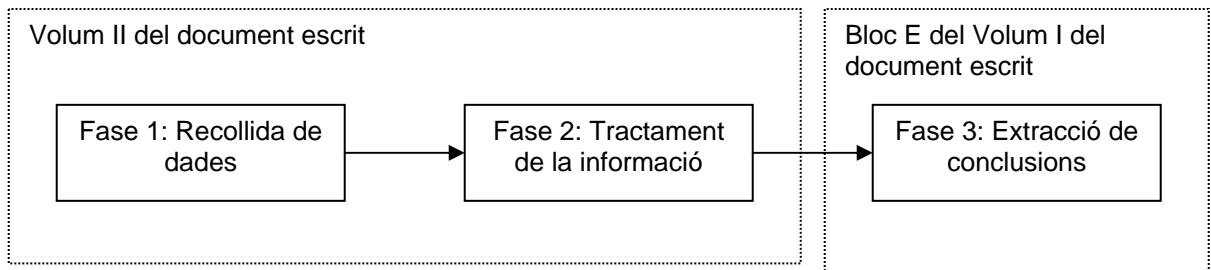 Volum II del document escrit
Fase 1: Recollida de
dades
Fase 2: Tractament
de la informació
Bloc E del Volum I del
document escrit
Fase 3: Extracció de
conclusions